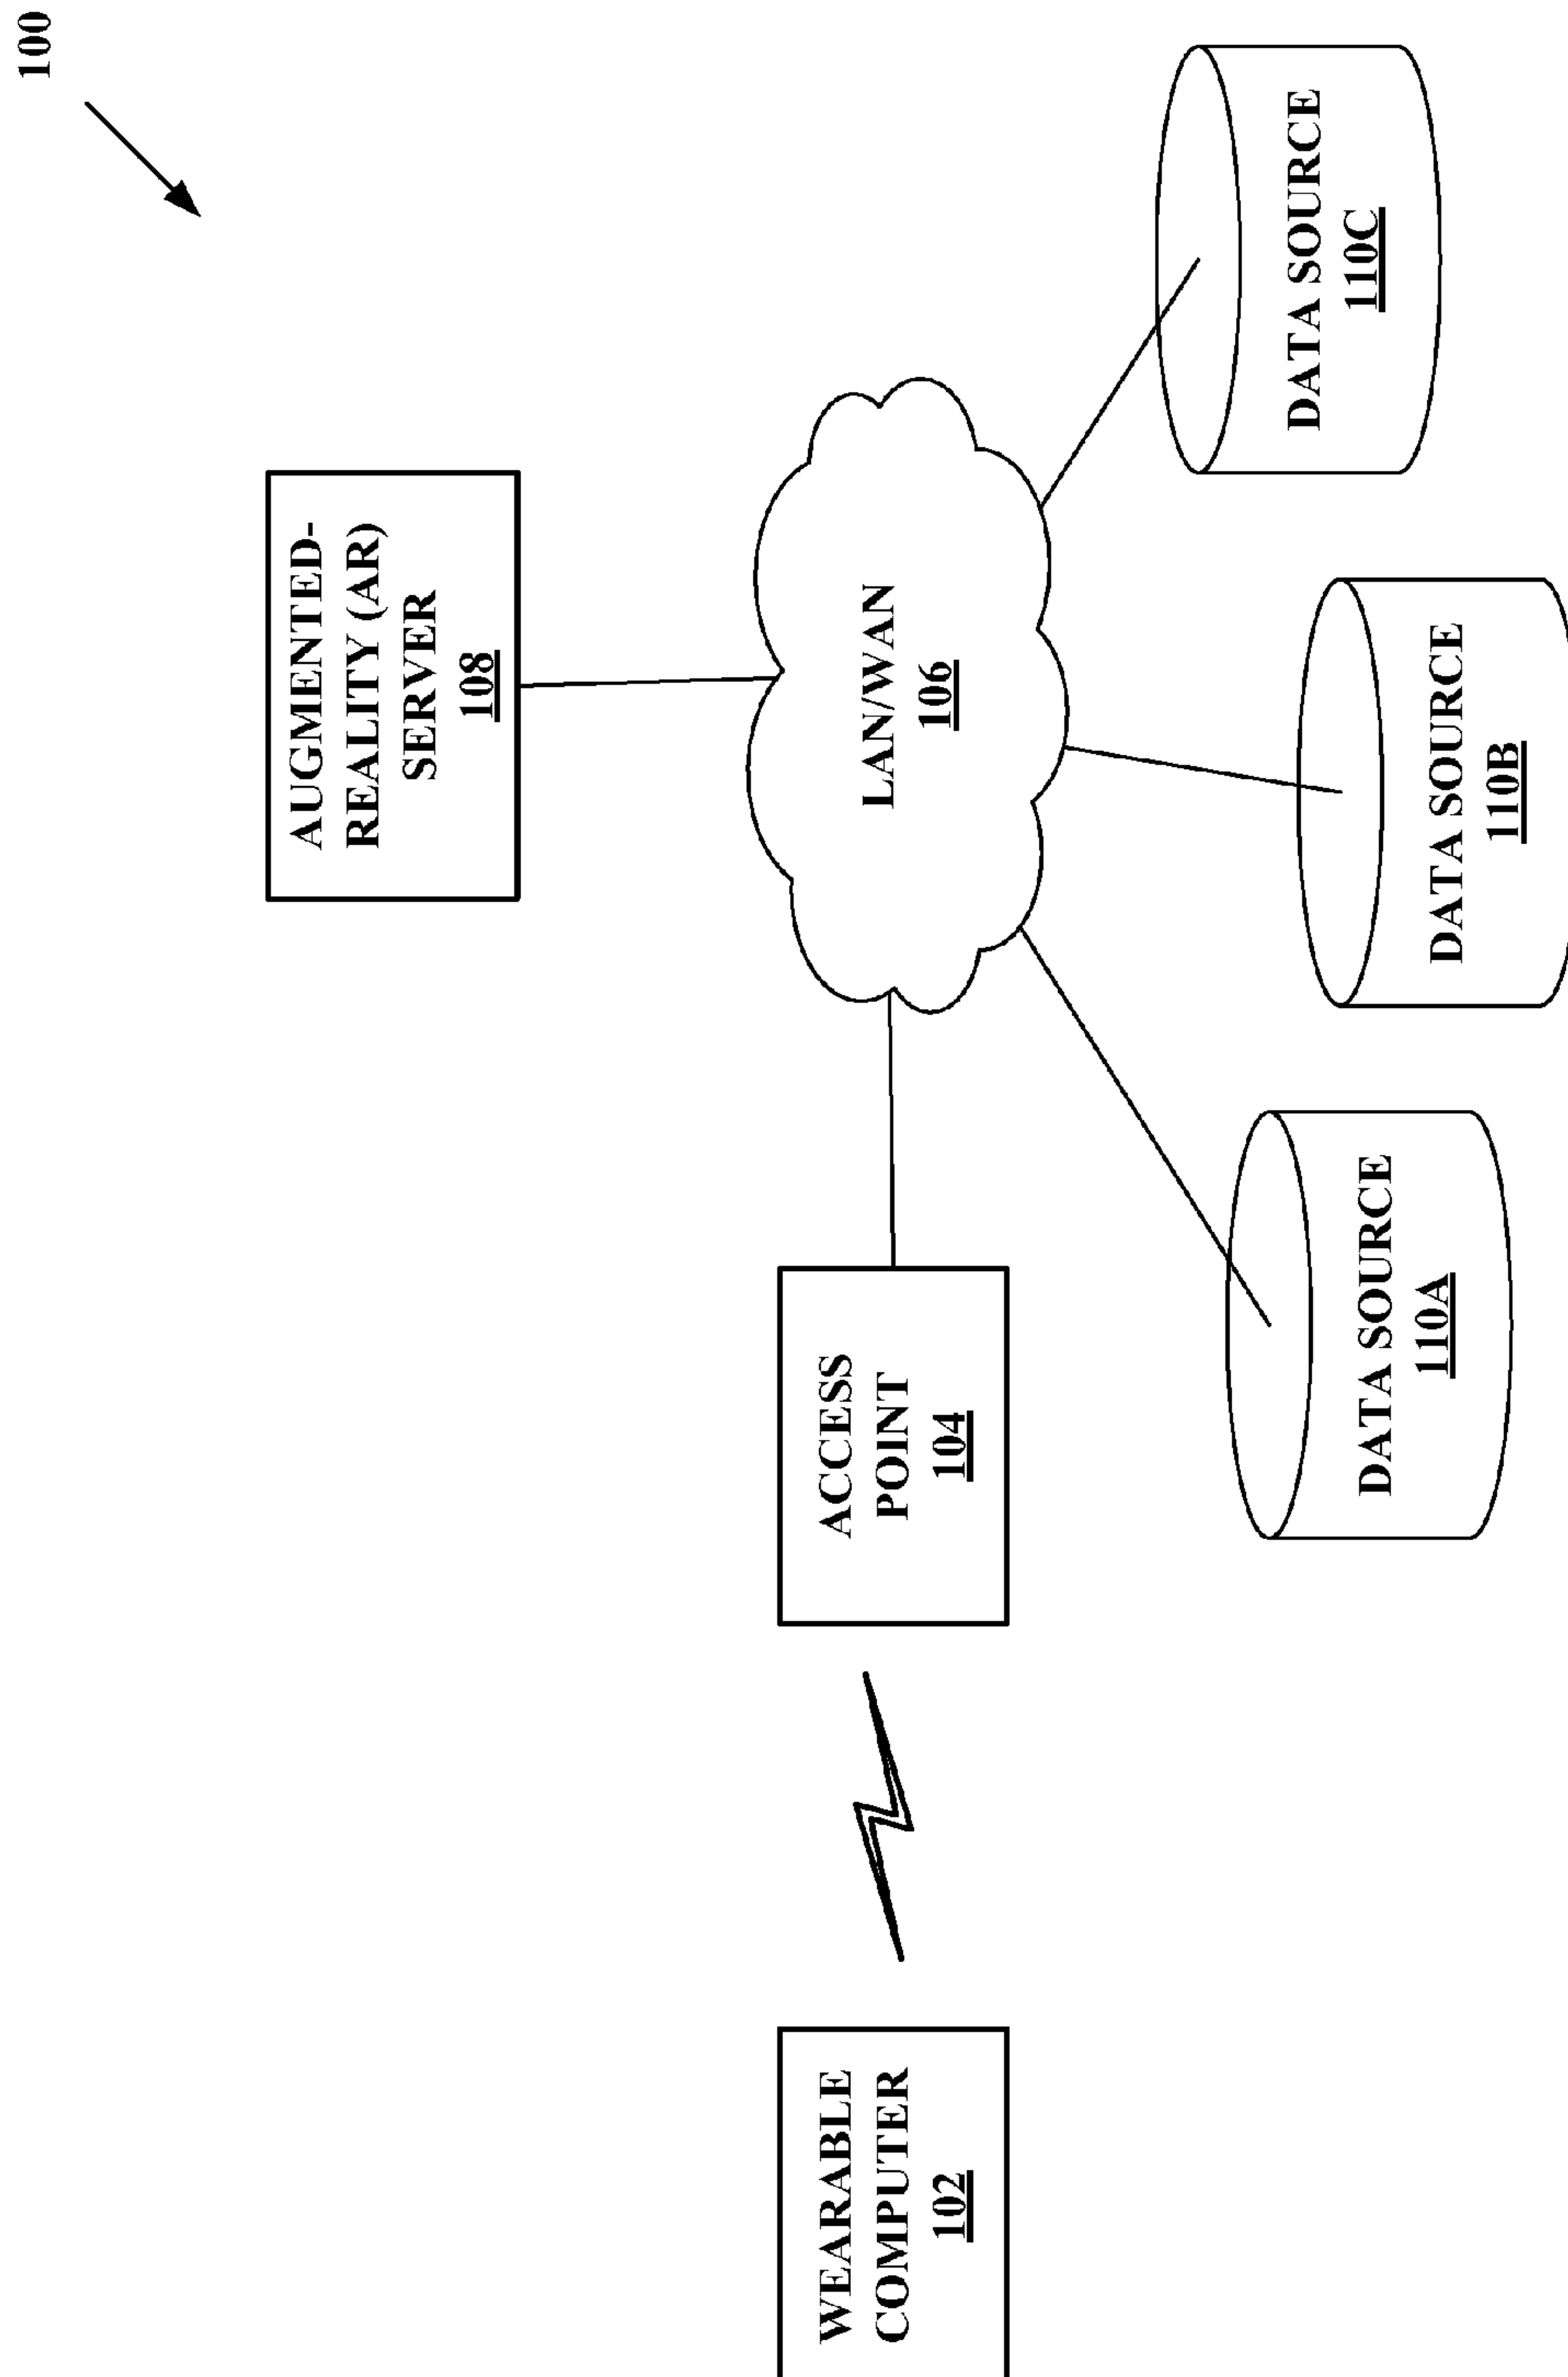 100
AUGMENTED-
REALITY (AR)
SERVER
108
LAN/WAN
106
ACCESS
POINT
104
WEARABLE
COMPUTER
102
DATA SOURCE
110A
DATA SOURCE
110B
DATA SOURCE
110C